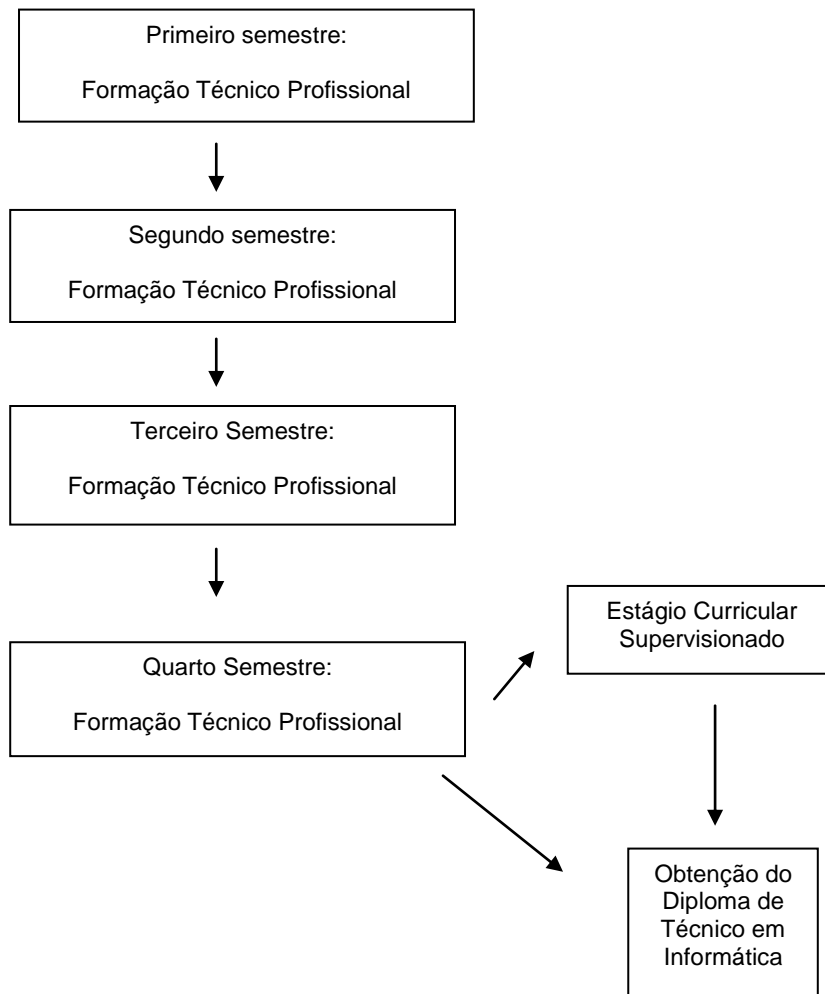 Primeiro semestre:
Formação Técnico Profissional
Segundo semestre:
Formação Técnico Profissional
Terceiro Semestre:
Formação Técnico Profissional
Quarto Semestre:
Formação Técnico Profissional
Estágio Curricular
Supervisionado
Obtenção do
Diploma de
Técnico em
Informática